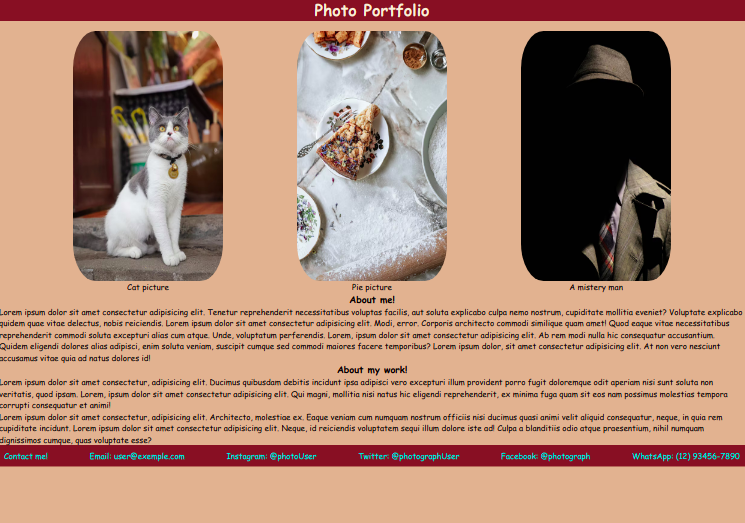 Photo Portfolio
Cat picture
Pie picture
A mistery man
About me!
Lorem ipsum dolor sit amet consectetur adipisicing elit. Tenetur reprehenderit necessitatibus voluptas facilis, aut soluta explicabo culpa nemo nostrum, cupiditate mollitia eveniet? Voluptate explicabo
quidem quae vitae delectus, nobis reiciendis. Lorem ipsum dolor sit amet consectetur adipisicing elit. Modi, error. Corporis architecto commodi similique quam amet! Quod eaque vitae necessitatibus
reprehenderit commodi soluta excepturi alias cum atque. Unde, voluptatum perferendis. Lorem, ipsum dolor sit amet consectetur adipisicing elit. Ab rem modi nulla hic consequatur accusantium.
Quidem eligendi dolores alias adipisci, enim soluta veniam, suscipit cumque sed commodi maiores facere temporibus? Lorem ipsum dolor, sit amet consectetur adipisicing elit. At non vero nesciunt
accusamus vitae quia ad natus dolores id!
About my work!
Lorem ipsum dolor sit amet consectetur, adipisicing elit. Ducimus quibusdam debitis incidunt ipsa adipisci vero excepturi illum provident porro fugit doloremque odit aperiam nisi sunt soluta non
veritatis, quod ipsam. Lorem ipsum dolor sit amet, consectetur adipisicing elit. Qui magni, mollitia nisi natus hic eligendi reprehenderit, ex minima fuga quam sit eos nam possimus molestias tempora
corrupti consequatur et animi!
Lorem ipsum dolor sit amet consectetur, adipisicing elit. Architecto, molestiae ex. Eaque veniam cum numquam nostrum officiis nisi ducimus quasi animi velit aliquid consequatur, neque, in quia rem
cupiditate incidunt. Lorem ipsum dolor sit amet consectetur adipisicing elit. Neque, id reiciendis voluptatem sequi illum dolore iste ad! Culpa a blanditiis odio atque praesentium, nihil numquam
dignissimos cumque, quas voluptate esse?
Contact me!
Email: user@exemple.com
Instagram: @photoUser
Twitter: @photographUser
Facebook: @photograph
WhatsApp: (12) 93456-7890